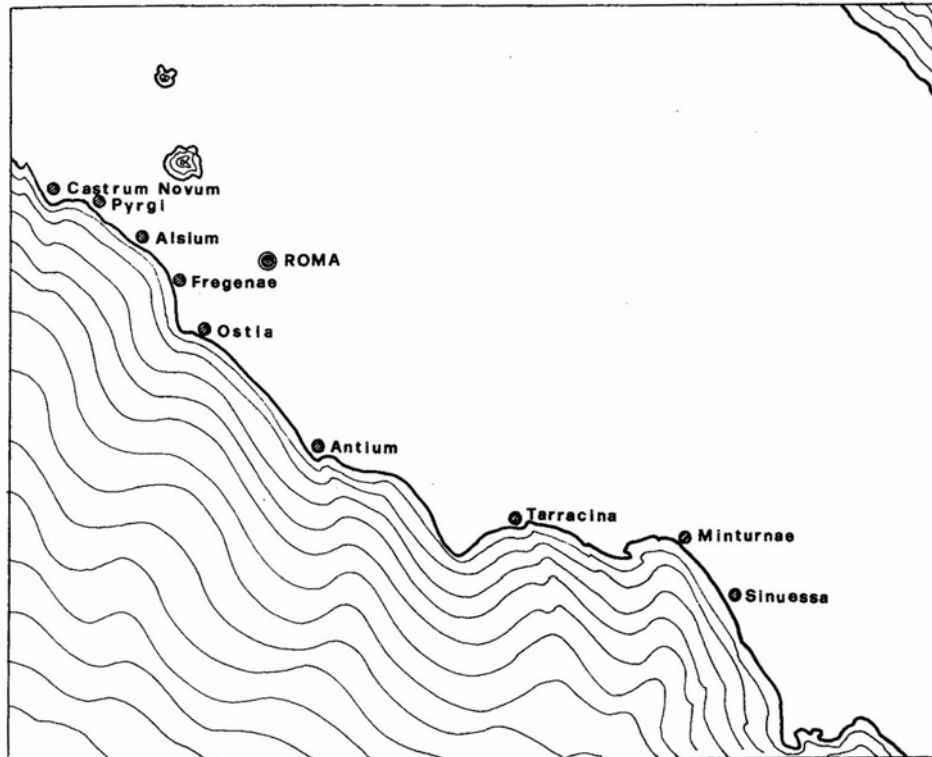 Castrum Novum
Pyrgi
Alsium
ROMA
Fregenae
Ostia
Antium
Tarracina
Minturnae
Sinuessa